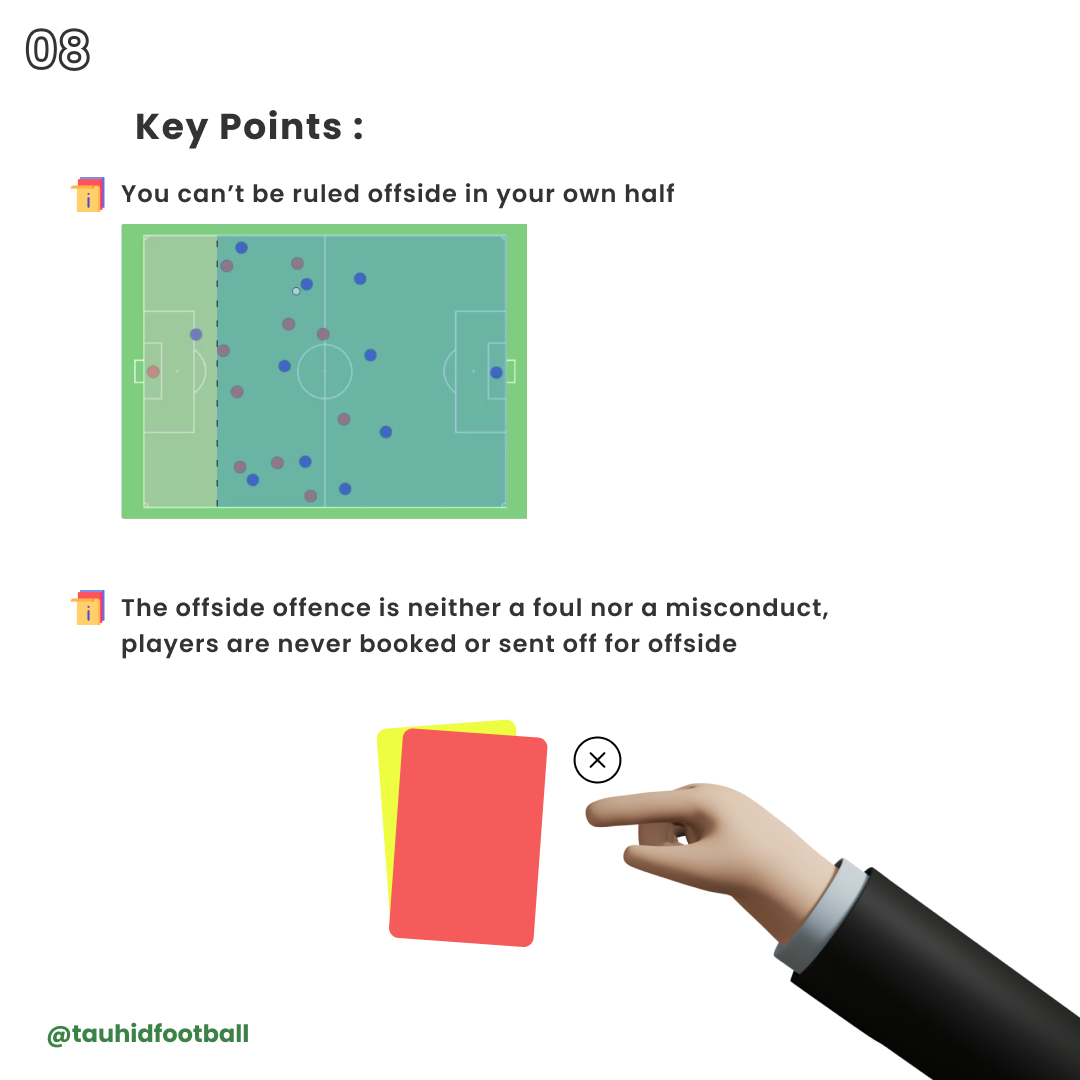 08
Key Points :
You can’t be ruled offside in your own half
The offside offence is neither a foul nor a misconduct,
players are never booked or sent off for offside
@tauhidfootball